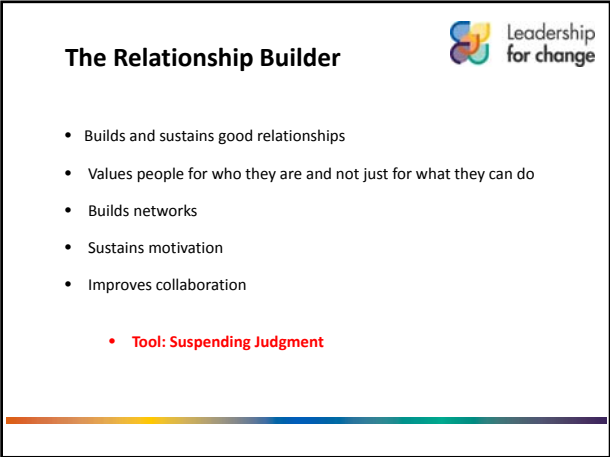 The Relationship Builder
Leadership
for change
• Builds and sustains good relationships
• Values people for who they are and not just for what they can do
• Builds networks
• Sustains motivation
• Improves collaboration
• Tool: Suspending Judgment